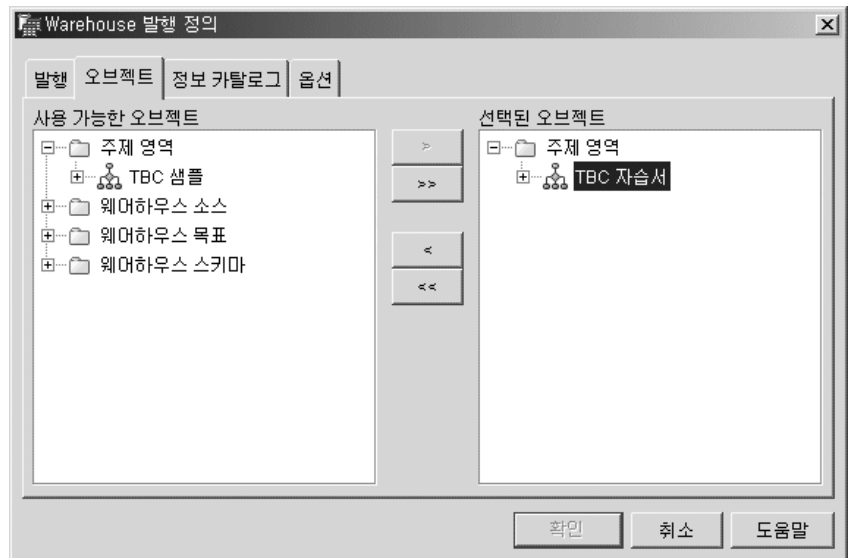 Warehouse 발행 정의
발행 오브젝트 정보 카탈로그 옵션
사용 가능한 오브젝트
주제 영역
TBC 샘플
웨어하우스 소스
웨어하우스 목표
웨어하우스 스키마
>
>>
<
<<
선택된 오브젝트
주제 영역
TBC 자습서
확인 취소 도움말